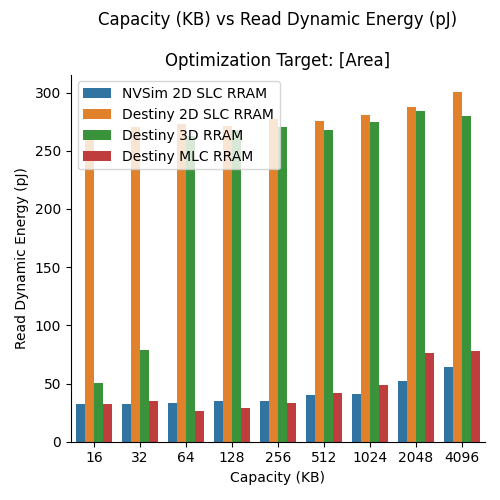 Capacity (KB) vs Read Dynamic Energy (pJ)
Optimization Target: [Area]
NVSim 2D SLC RRAM
Destiny 2D SLC RRAM
Destiny 3D RRAM
Destiny MLC RRAM
Read Dynamic Energy (pJ)
300
250
200
150
100
50
0
16 32 64 128 256 512 1024 2048 4096
Capacity (KB)